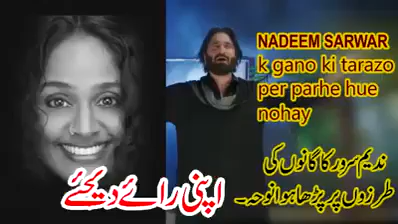 NADEEM SARWAR
k gano ki tarazo
per parhe hue
nohay
ندیم سرور کا گانوں کی
طرزوں پر پڑھا ہوا نوحہ۔
اپنی رائے دیجئے